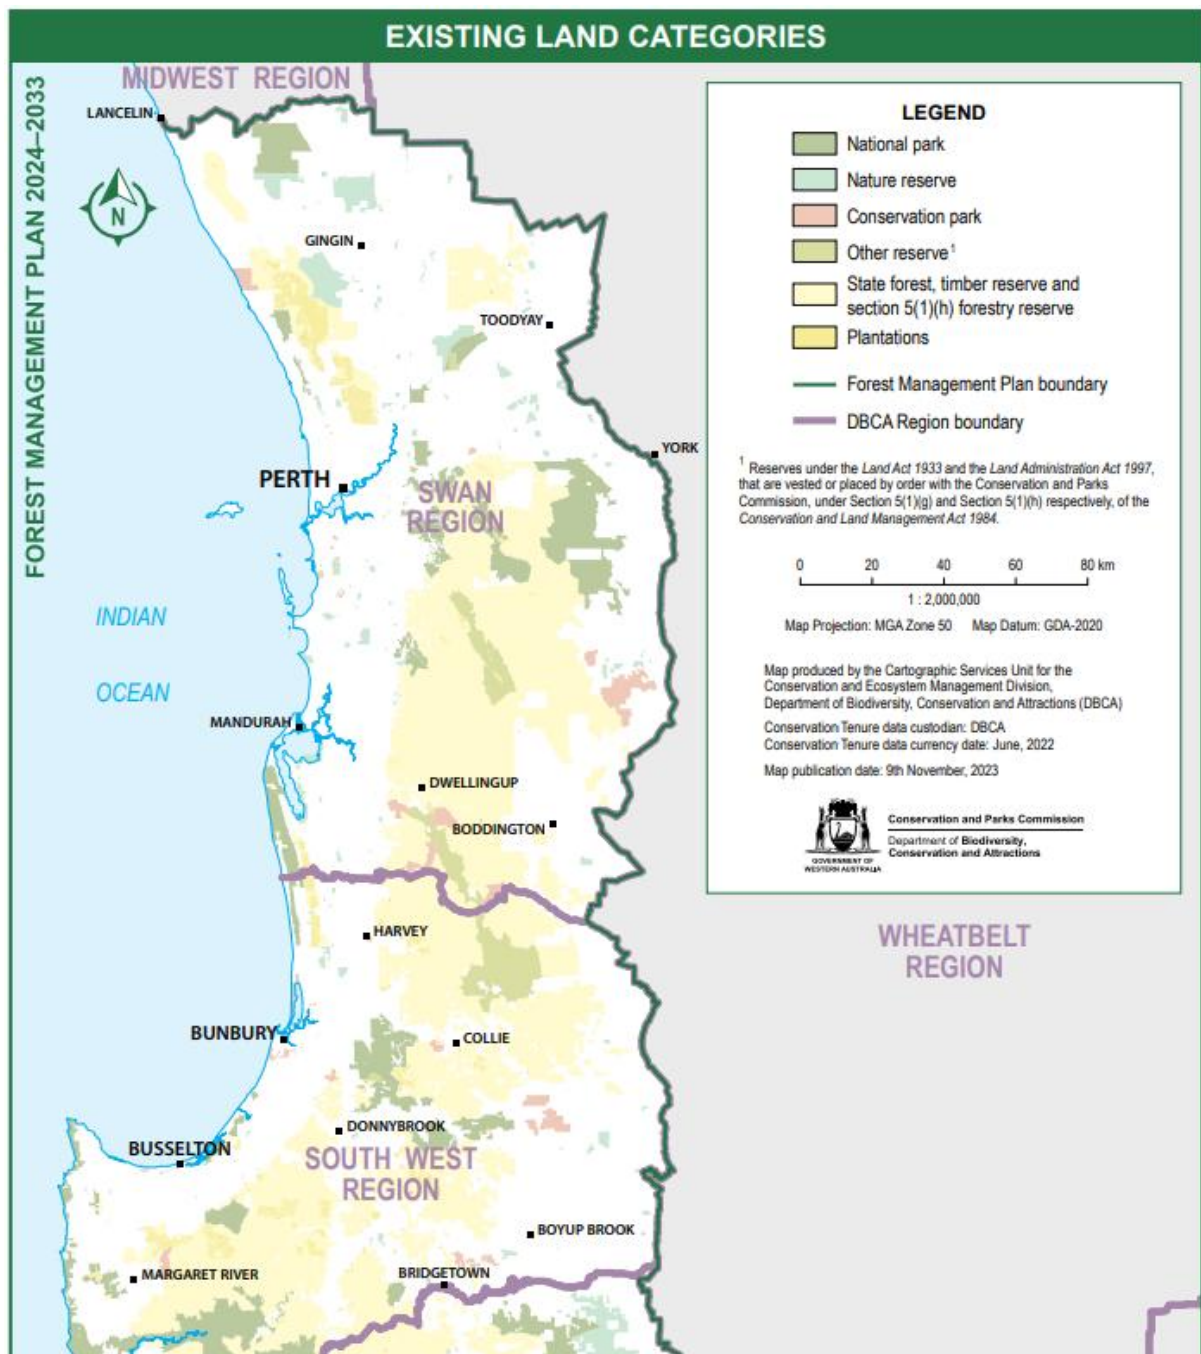 EXISTING LAND CATEGORIES
FOREST MANAGEMENT PLAN 2024–2033
MIDWEST REGION
LANCELIN
N
GINGIN
TOODYAY
YORK
PERTH
SWAN
REGION
INDIAN
OCEAN
MANDURAH
DWELLINGUP
BODDINGTON
HARVEY
BUNBURY
COLLIE
DONNYBROOK
BUSSELTON
SOUTH WEST
REGION
BOYUP BROOK
MARGARET RIVER
BRIDGETOWN
WHEATBELT
REGION
LEGEND
National park
Nature reserve
Conservation park
Other reserve 1
State forest, timber reserve and
section 5(1)(h) forestry reserve
Plantations
Forest Management Plan boundary
DBCA Region boundary
1 Reserves under the Land Act 1933 and the Land Administration Act 1997,
that are vested or placed by order with the Conservation and Parks
Commission, under Section 5(1)(g) and Section 5(1)(h) respectively, of the
Conservation and Land Management Act 1984.
0 20 40 60 80 km
1 : 2,000,000
Map Projection: MGA Zone 50 Map Datum: GDA-2020
Map produced by the Cartographic Services Unit for the
Conservation and Ecosystem Management Division,
Department of Biodiversity, Conservation and Attractions (DBCA)
Conservation Tenure data custodian: DBCA
Conservation Tenure data currency date: June, 2022
Map publication date: 9th November, 2023
GOVERNMENT OF
WESTERN AUSTRALIA
Conservation and Parks Commission
Department of Biodiversity,
Conservation and Attractions